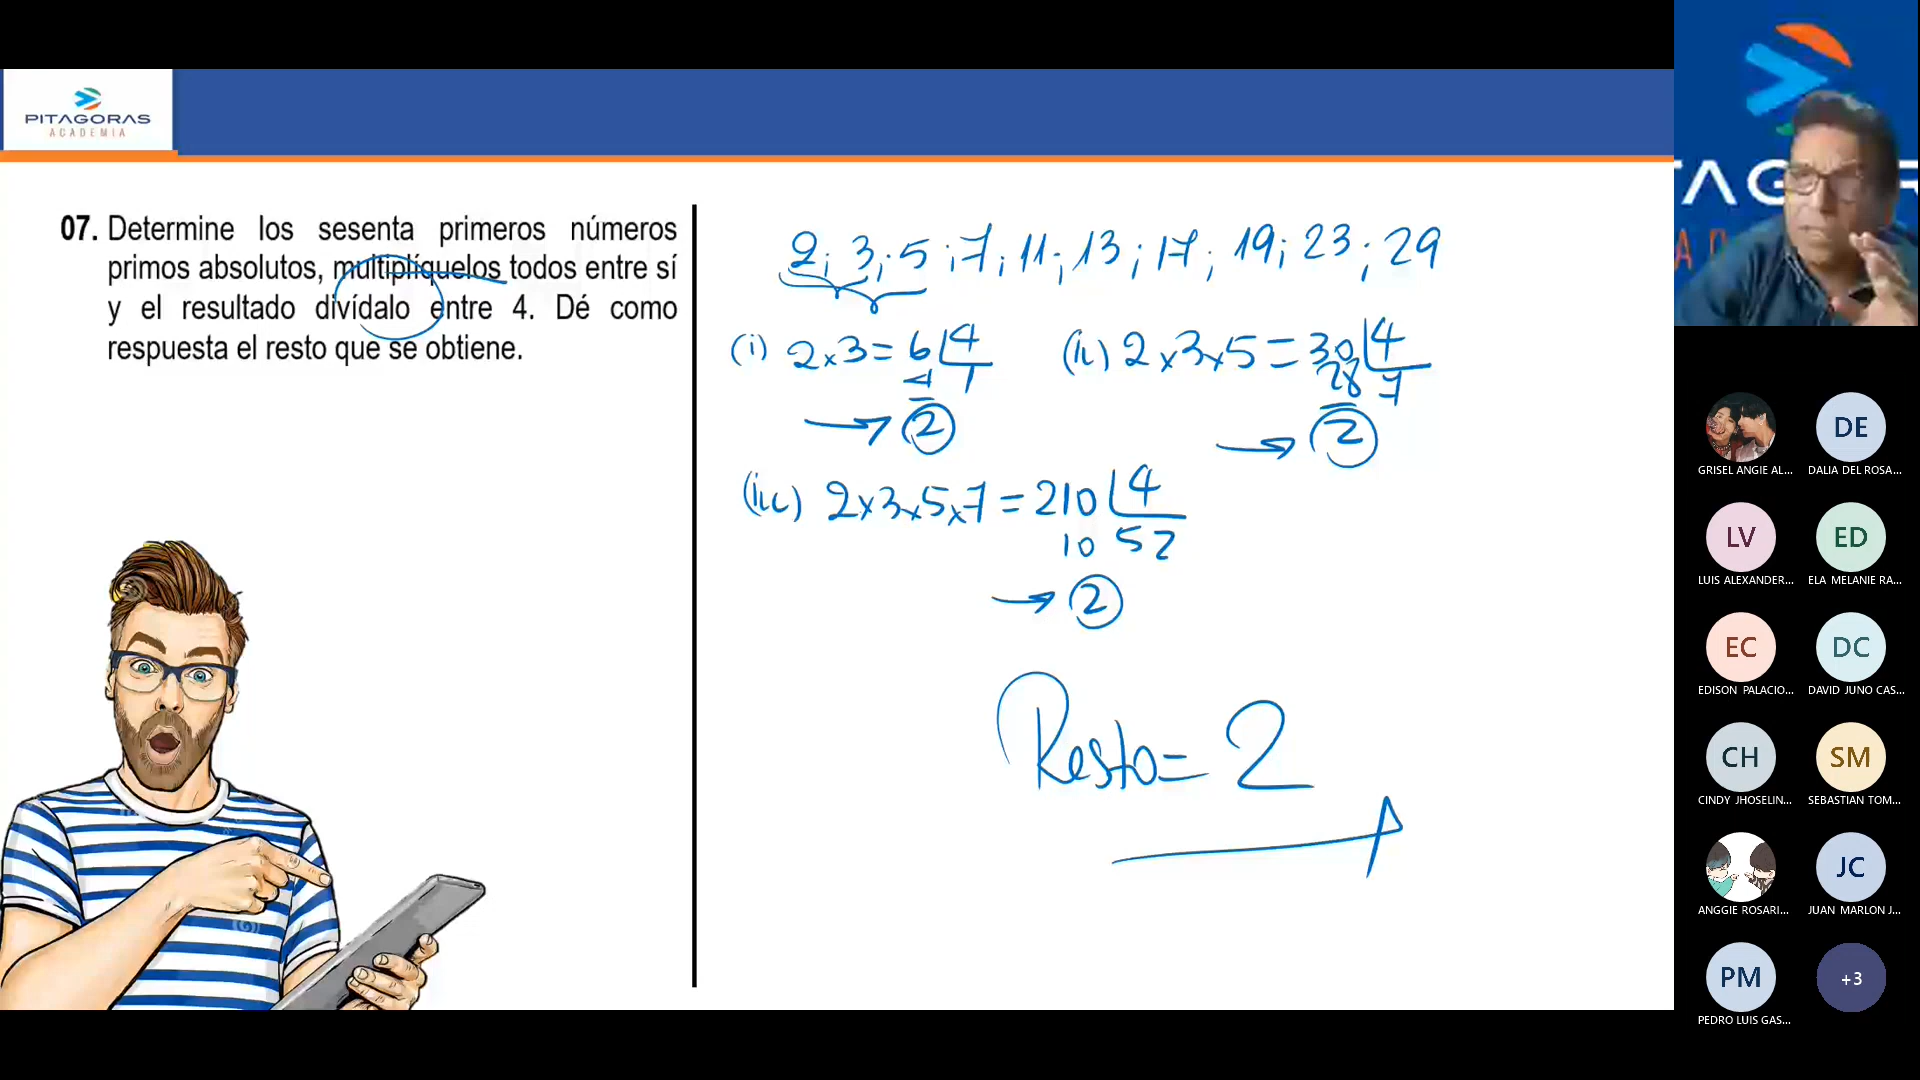 PITAGORAS
ACADEMIA
07. Determine los sesenta primeros números
primos absolutos, multiplíquelos todos entre sí
y el resultado divídalo entre 4. Dé como
respuesta el resto que se obtiene.
2; 3; 5; 7; 11; 13; 17; 19; 23; 29
(i) 2x3=6 4
4 1
2
(ii) 2x3x5=30 4
28 7
2
(iii) 2x3x5x7=210 4
10 52
2
Resto=2
TAG R
AD
DE
GRISEL ANGIE AL...
DALIA DEL ROSA...
LV
ED
LUIS ALEXANDER...
ELA MELANIE RA...
EC
DC
EDISON PALACIO...
DAVID JUNO CAS...
CH
SM
CINDY JHOSELIN...
SEBASTIAN TOM...
JC
ANGGIE ROSARI...
JUAN MARLON J...
PM
+3
PEDRO LUIS GAS...